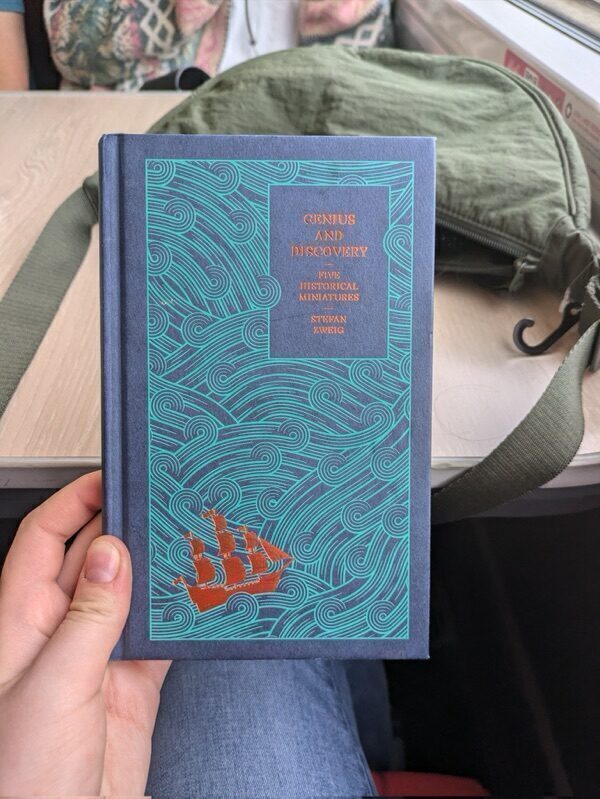 GENIUS
AND
DISCOVERY
FIVE
HISTORICAL
MINIATURES
STEFAN
ZWEIG